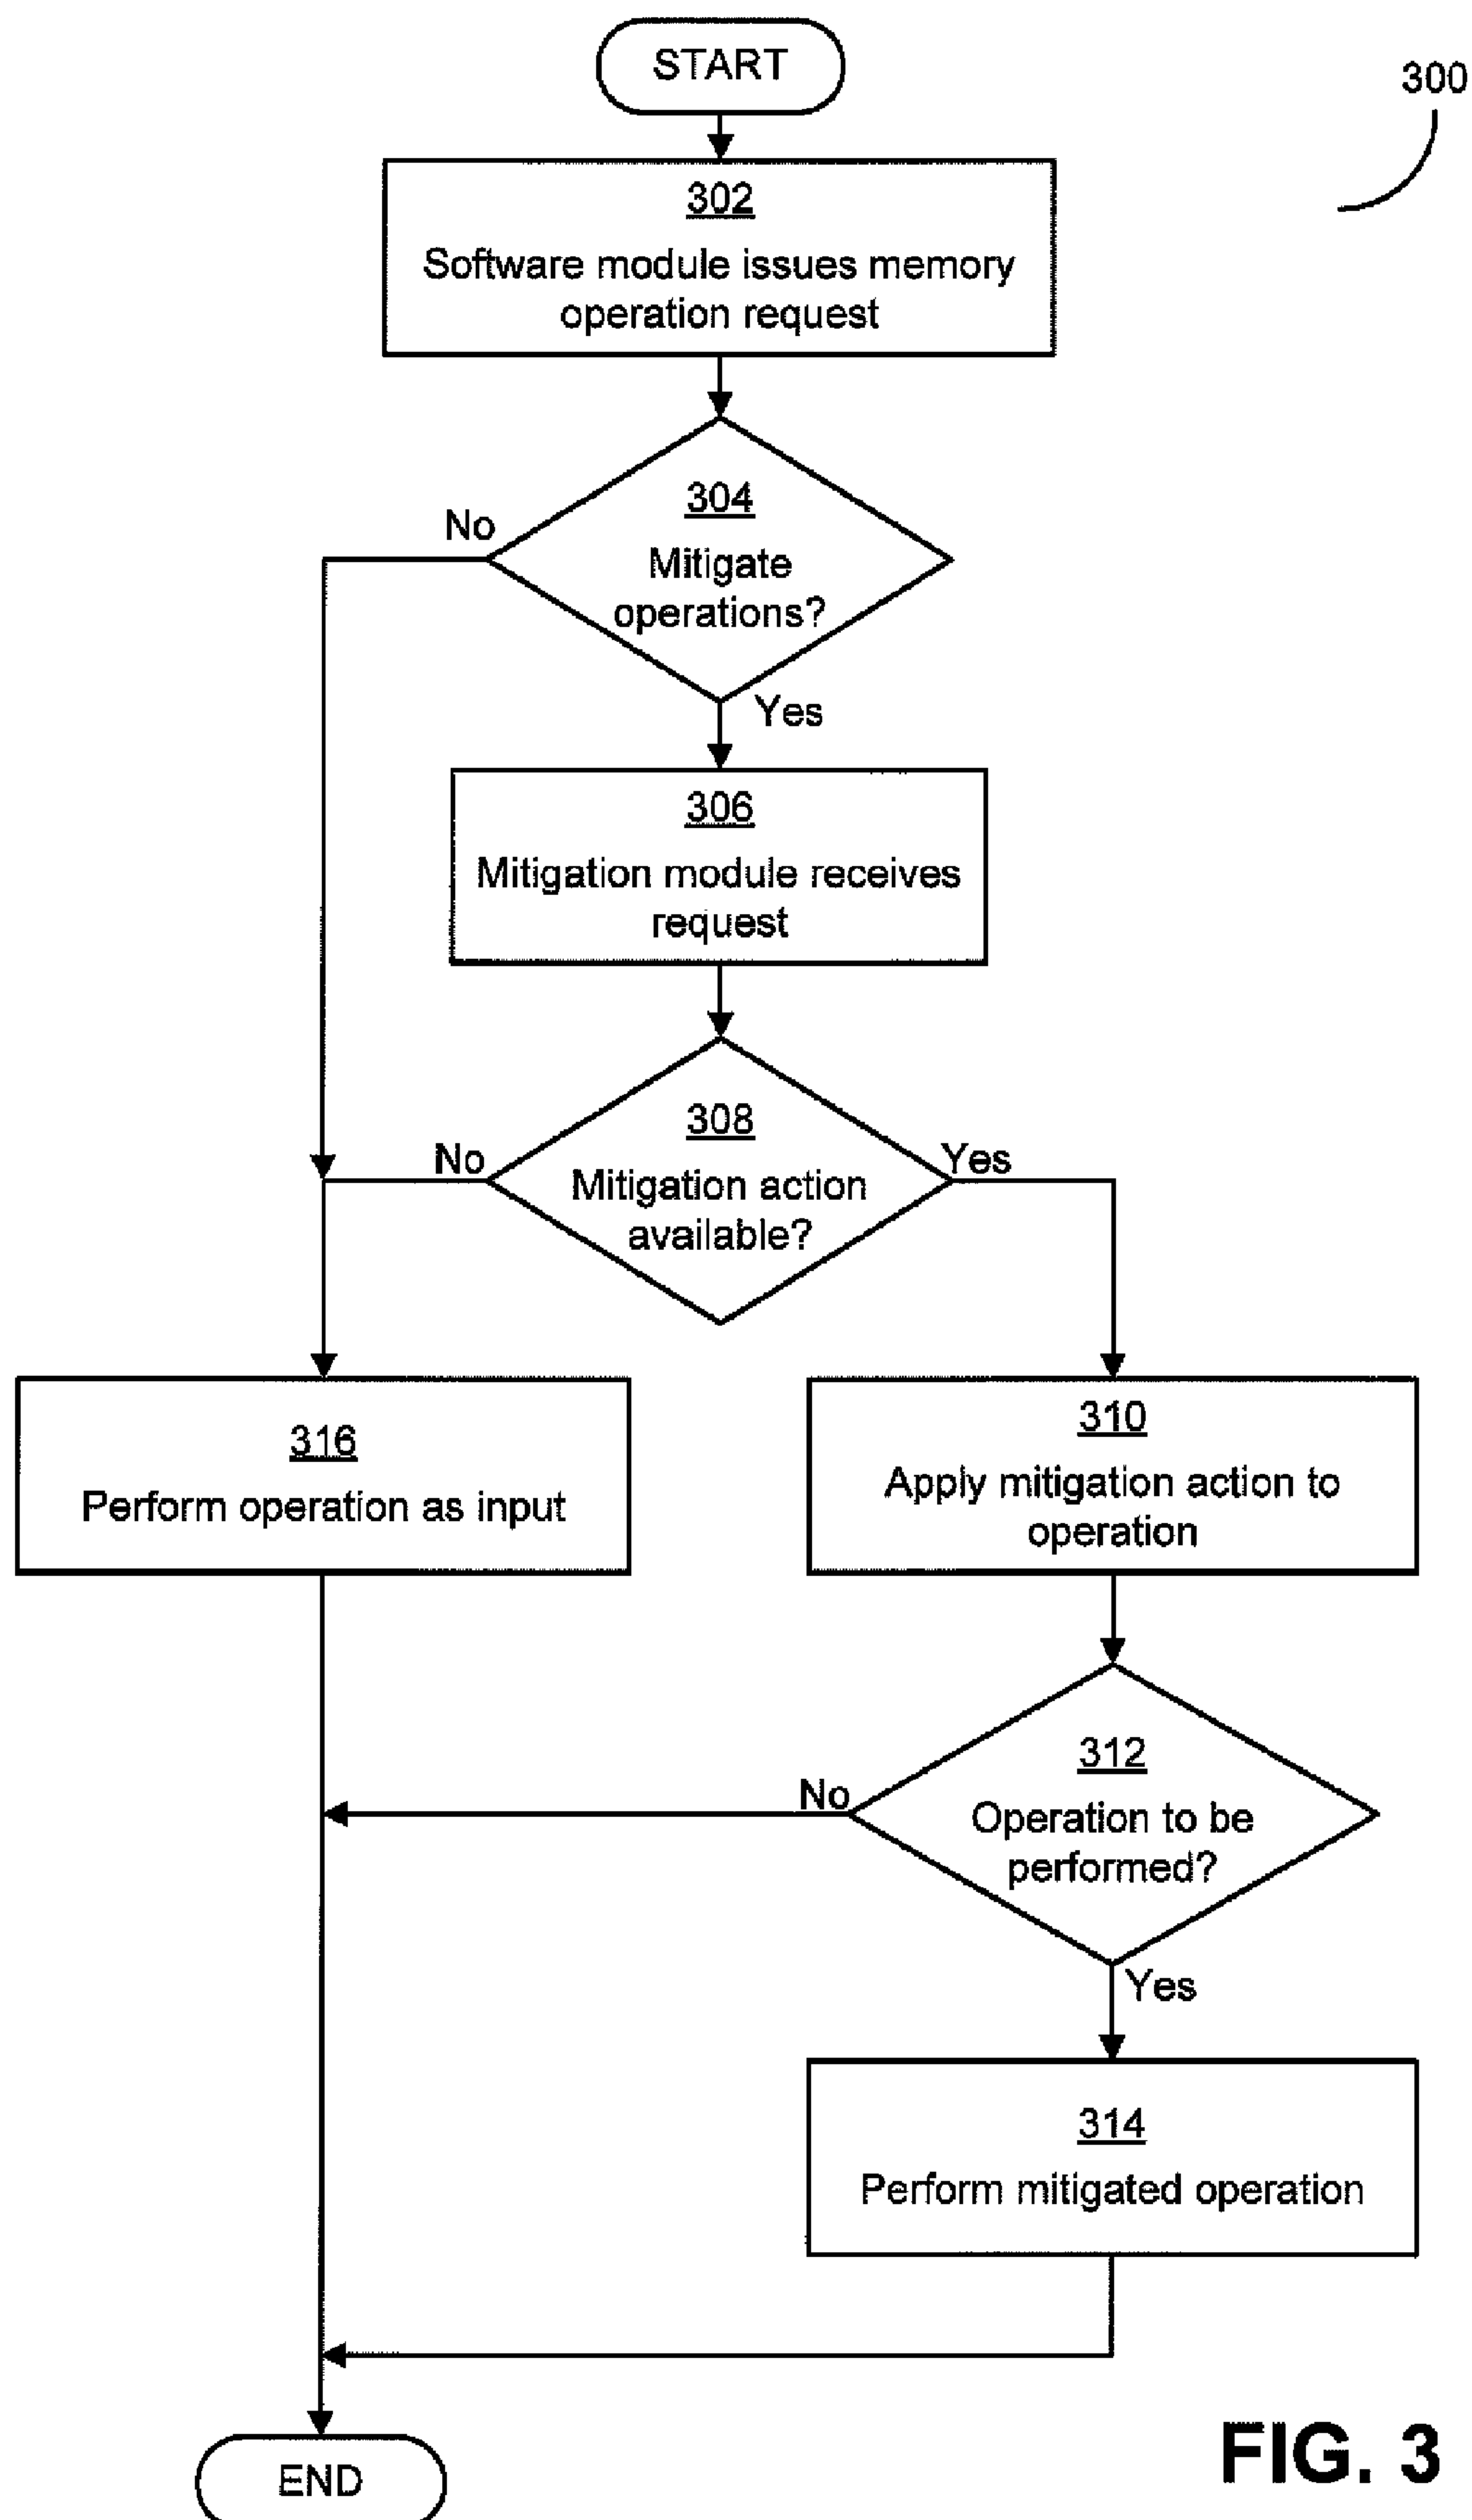 START
300
302
Software module issues memory
operation request
304
No
Mitigate
operations?
Yes
306
Mitigation module receives
request
308
No
Yes
Mitigation action
available?
316
Perform operation as input
310
Apply mitigation action to
operation
312
No
Operation to be
performed?
Yes
314
Perform mitigated operation
END
FIG. 3